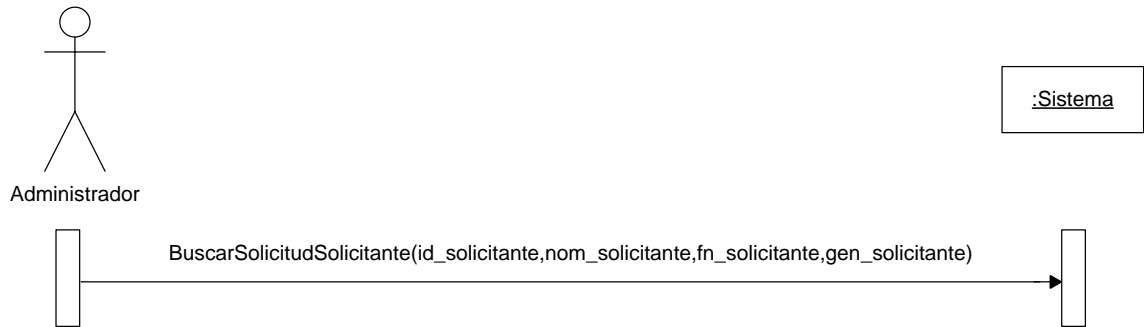 :Sistema
Administrador
BuscarSolicitudSolicitante(id_solicitante,nom_solicitante,fn_solicitante,gen_solicitante)